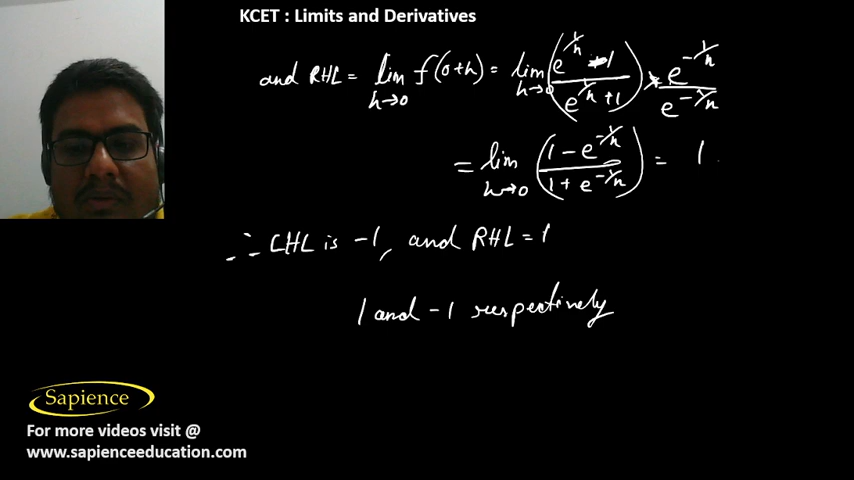 KCET : Limits and Derivatives
and RHL = lim h→0 f(0+h) = lim h→0 (e^{1/h} - 1 / e^{1/h} + 1) × e^{-1/h} / e^{-1/h}
= lim h→0 (1 - e^{-1/h} / 1 + e^{-1/h}) = 1.
∴ LHL is -1, and RHL = 1
1 and -1 respectively
Sapience
For more videos visit @
www.sapienceeducation.com